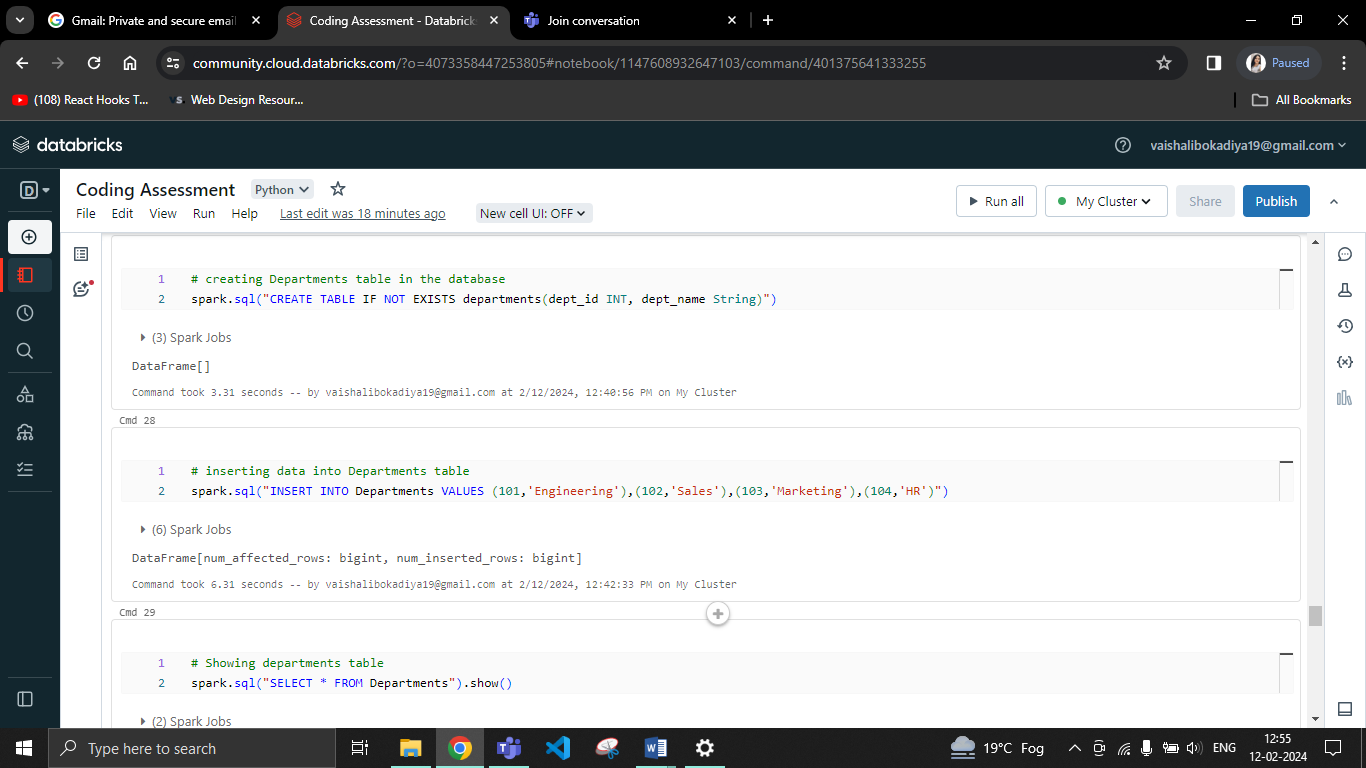 Gmail: Private and secure email
Coding Assessment - Databricks
Join conversation
community.cloud.databricks.com/?o=4073358447253805#notebook/1147608932647103/command/401375641333255
Paused
(108) React Hooks T...
VS
Web Design Resour...
All Bookmarks
databricks
vaishalibokadiya19@gmail.com
D
Coding Assessment
Python
File Edit View Run Help
Last edit was 18 minutes ago
New cell UI: OFF
Run all
My Cluster
Share
Publish
1 # creating Departments table in the database
2 spark.sql("CREATE TABLE IF NOT EXISTS departments(dept_id INT, dept_name String)")
(3) Spark Jobs
DataFrame[]
Command took 3.31 seconds -- by vaishalibokadiya19@gmail.com at 2/12/2024, 12:40:56 PM on My Cluster
Cmd 28
1 # inserting data into Departments table
2 spark.sql("INSERT INTO Departments VALUES (101,'Engineering'),(102,'Sales'),(103,'Marketing'),(104,'HR')")
(6) Spark Jobs
DataFrame[num_affected_rows: bigint, num_inserted_rows: bigint]
Command took 6.31 seconds -- by vaishalibokadiya19@gmail.com at 2/12/2024, 12:42:33 PM on My Cluster
Cmd 29
1 # Showing departments table
2 spark.sql("SELECT * FROM Departments").show()
(2) Spark Jobs
Type here to search
19°C Fog
ENG
12:55
12-02-2024